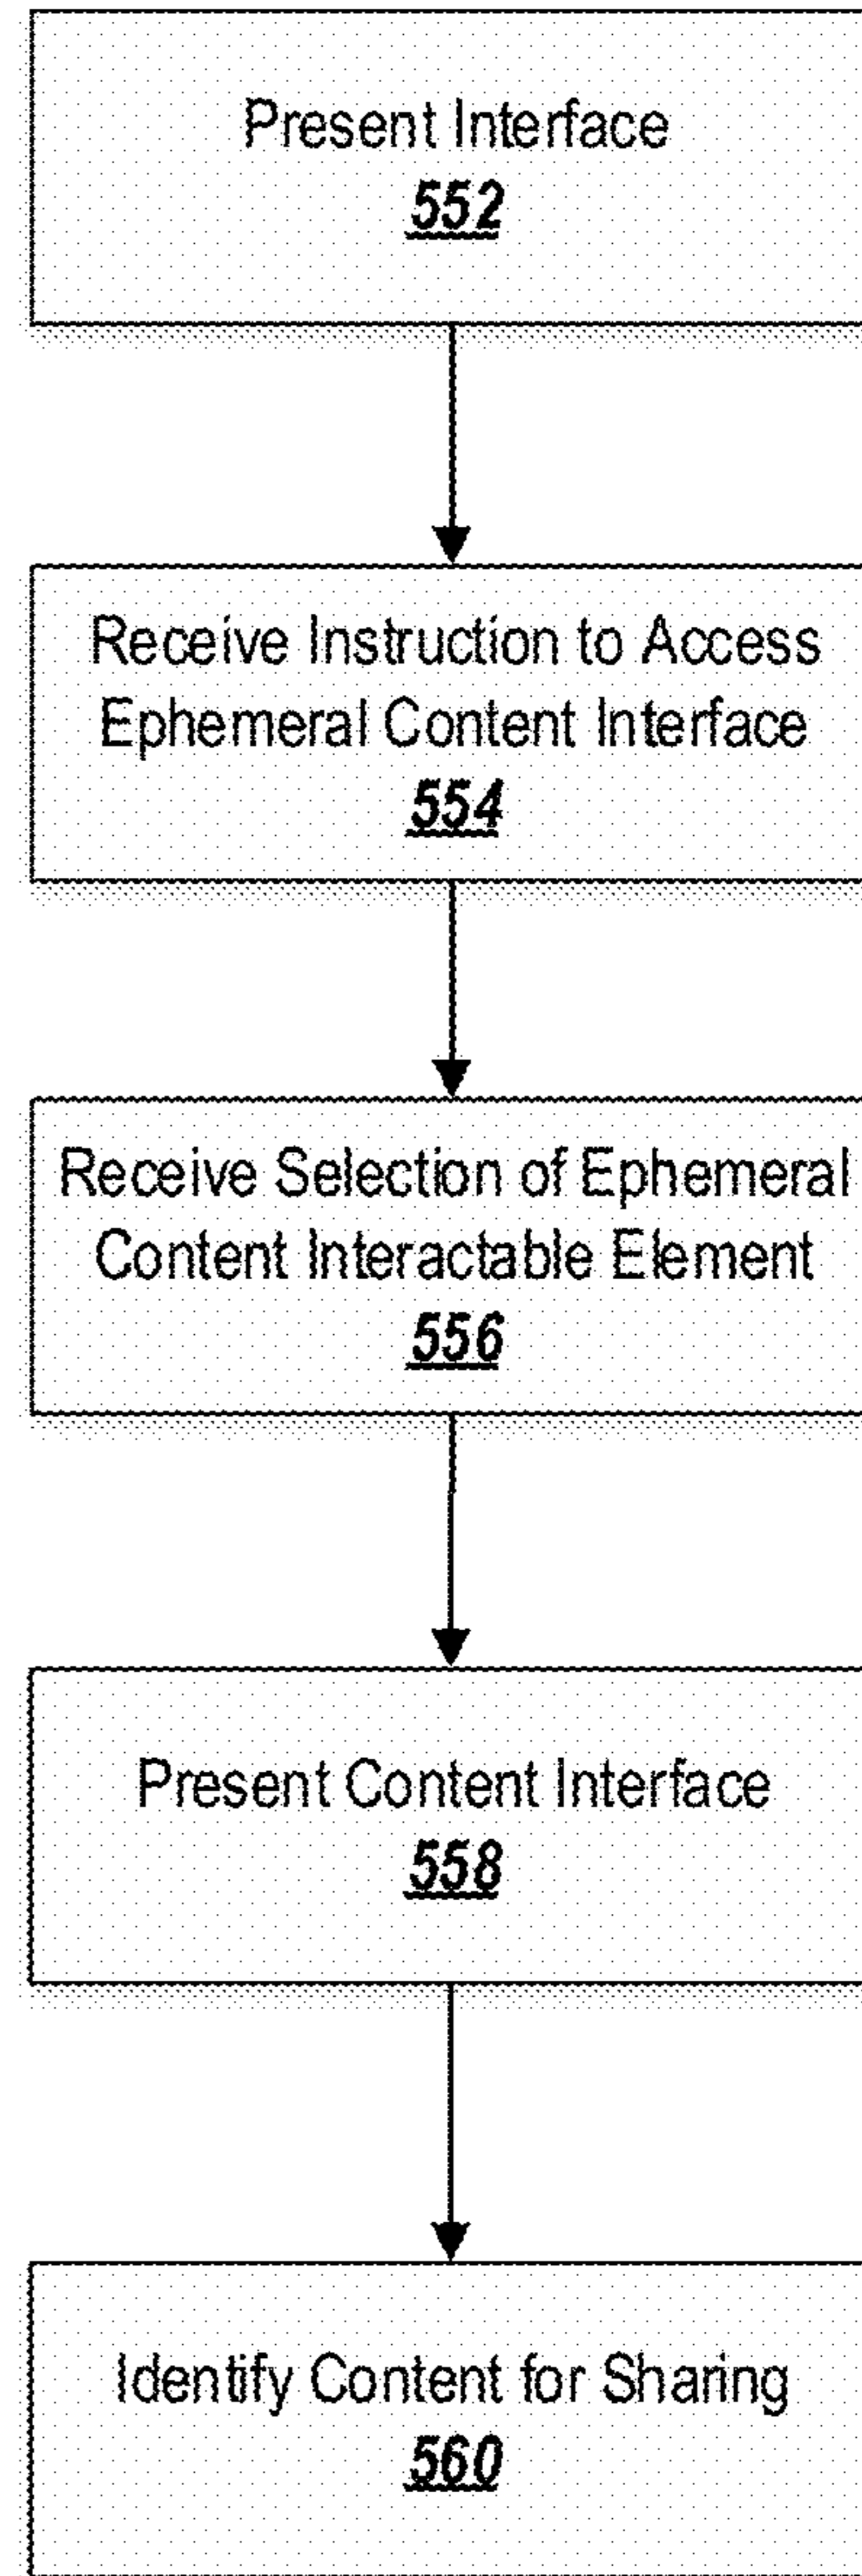 Present Interface
552
Receive Instruction to Access
Ephemeral Content Interface
554
Receive Selection of Ephemeral
Content Interactable Element
556
Present Content Interface
558
Identify Content for Sharing
560